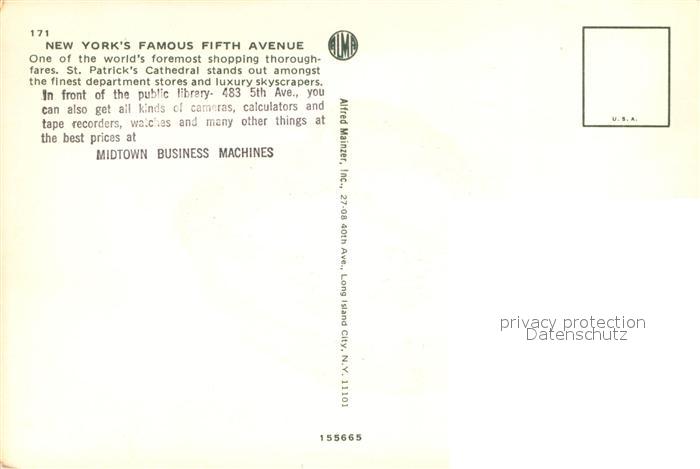 171
NEW YORK'S FAMOUS FIFTH AVENUE
One of the world's foremost shopping thorough-
fares. St. Patrick's Cathedral stands out amongst
the finest department stores and luxury skyscrapers.
In front of the public library- 483 5th Ave., you
can also get all kinds of cameras, calculators and
tape recorders, watches and many other things at
the best prices at
MIDTOWN BUSINESS MACHINES
ALMA
Alfred Mainzer, Inc., 27-08 40th Ave., Long Island City, N.Y. 11101
U.S.A.
privacy protection
Datenschutz
155665